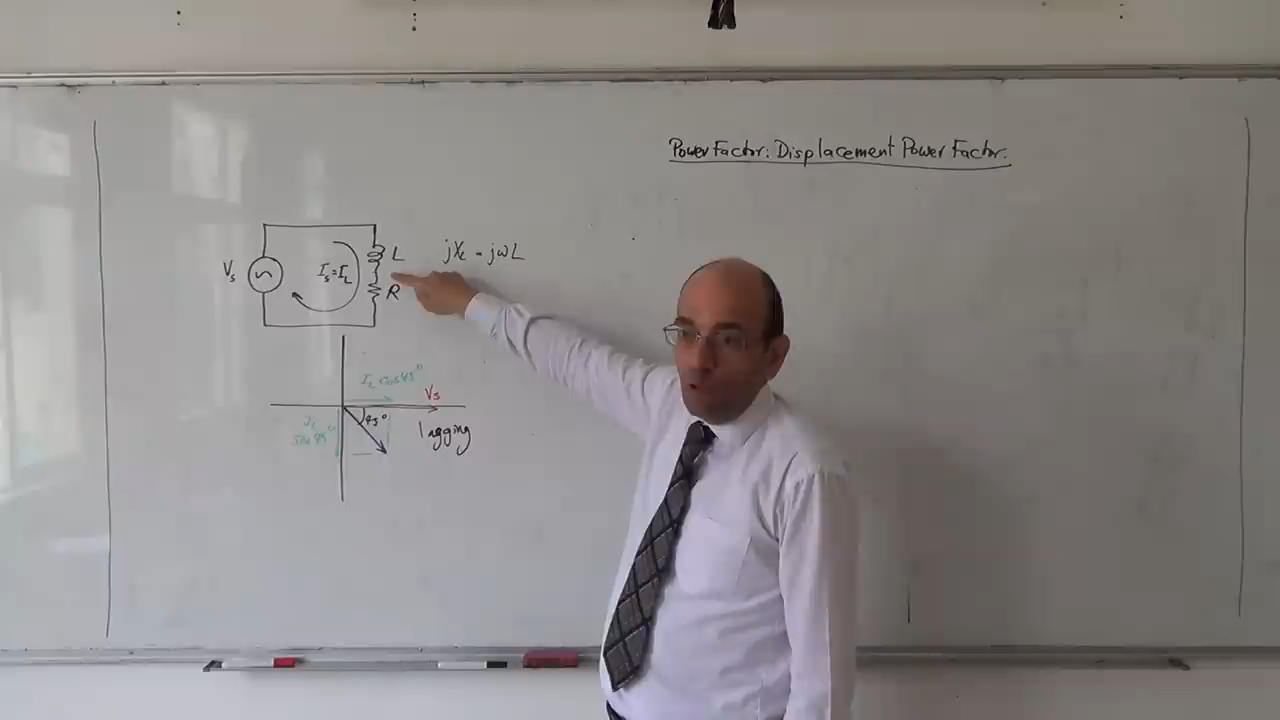 Power Factor: Displacement Power Factor.
L
jXL = jωL
Vs
Is=IL
R
IL cos45°
Vs
45°
IL
sin45°
lagging